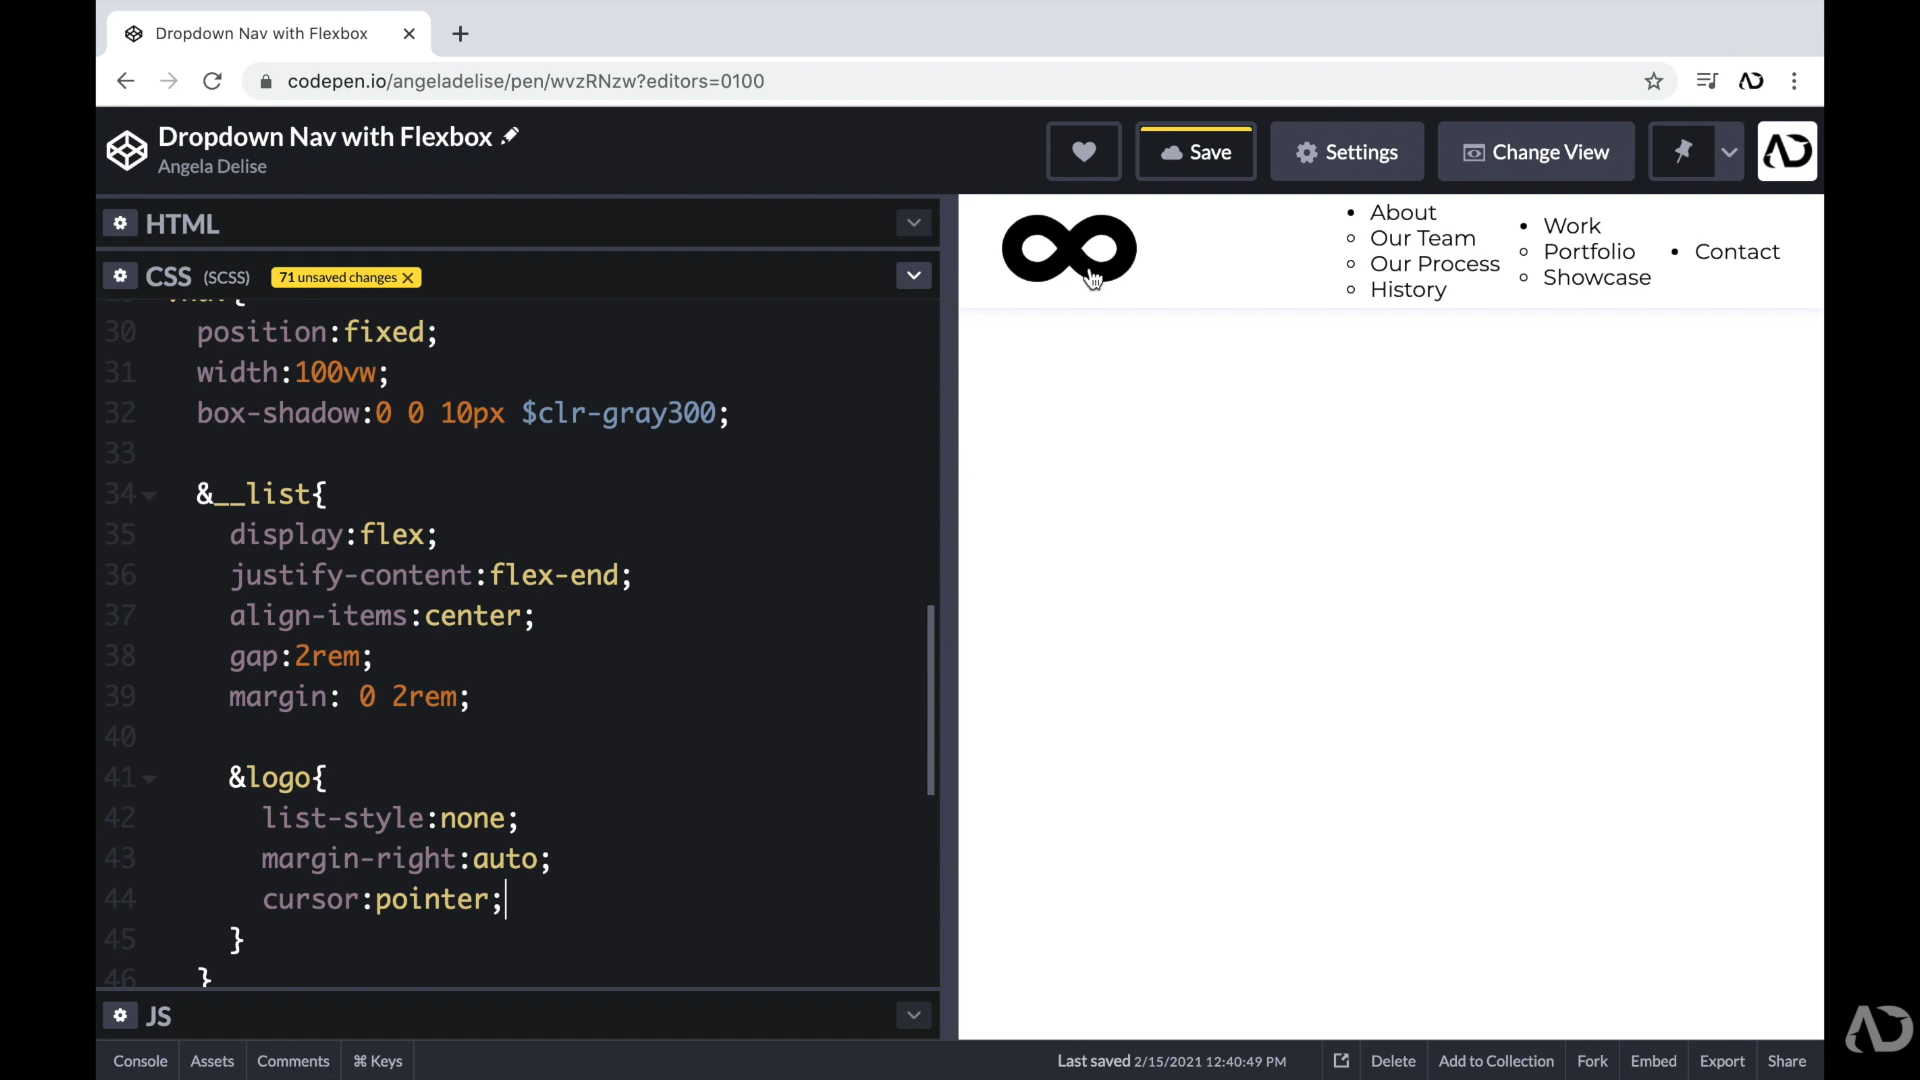 Dropdown Nav with Flexbox
codepen.io/angeladelise/pen/wvzRNzw?editors=0100
Dropdown Nav with Flexbox
Angela Delise
Save
Settings
Change View
HTML
CSS (SCSS) 71 unsaved changes
30 position:fixed;
31 width:100vw;
32 box-shadow:0 0 10px $clr-gray300;
33
34 &__list{
35 display:flex;
36 justify-content:flex-end;
37 align-items:center;
38 gap:2rem;
39 margin: 0 2rem;
40
41 &logo{
42 list-style:none;
43 margin-right:auto;
44 cursor:pointer;
45 }
46 }
JS
About
Our Team
Our Process
History
Work
Portfolio
Showcase
Contact
Console Assets Comments ⌘ Keys
Last saved 2/15/2021 12:40:49 PM
Delete Add to Collection Fork Embed Export Share